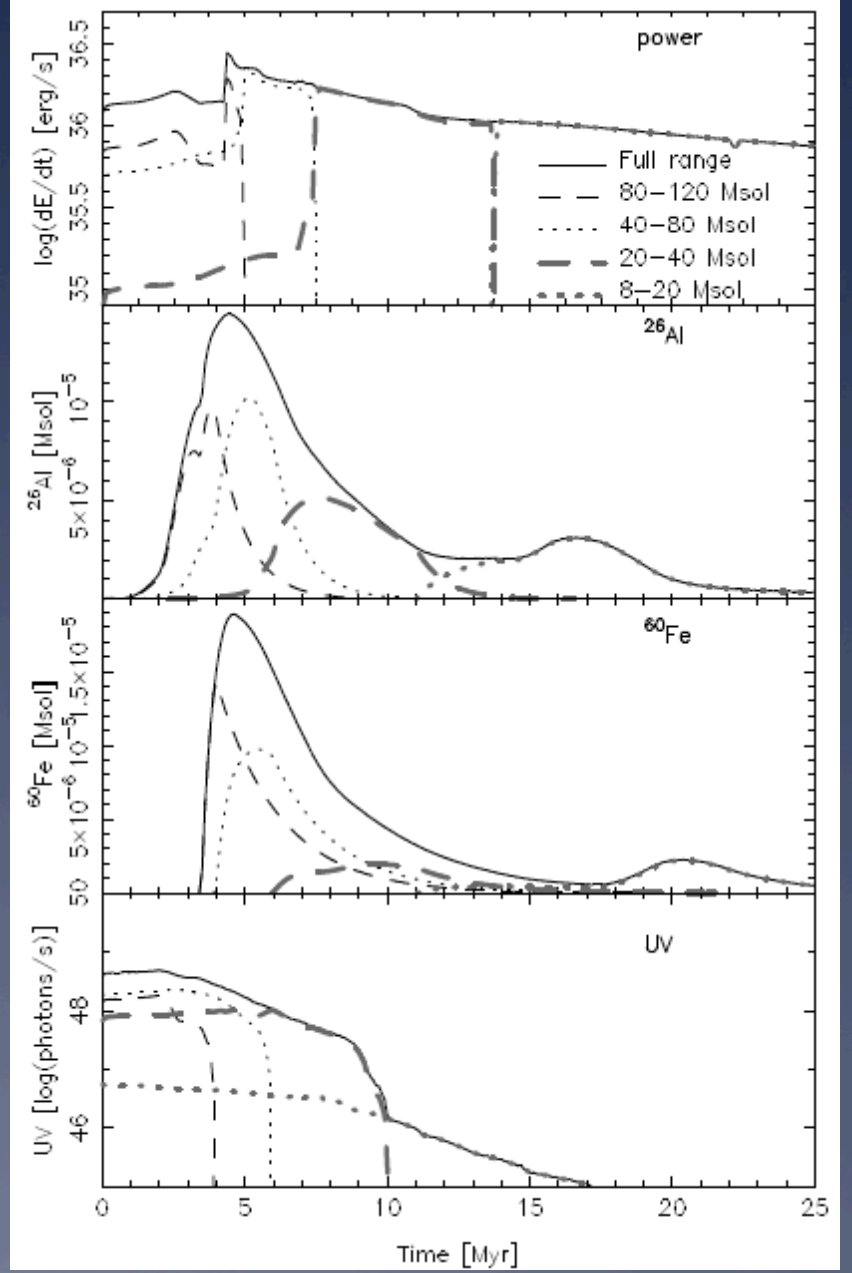 power
log(dE/dt) [erg/s]
36.5
36
35.5
35
Full range
80−120 Msol
40−80 Msol
20−40 Msol
8−20 Msol
²⁶Al
²⁶Al [Msol]
10⁻⁵
5×10⁻⁶
0
⁶⁰Fe
⁶⁰Fe [Msol]
1.5×10⁻⁵
10⁻⁵
5×10⁻⁶
0
UV
UV [log(photons/s)]
48
46
0 5 10 15 20 25
Time [Myr]